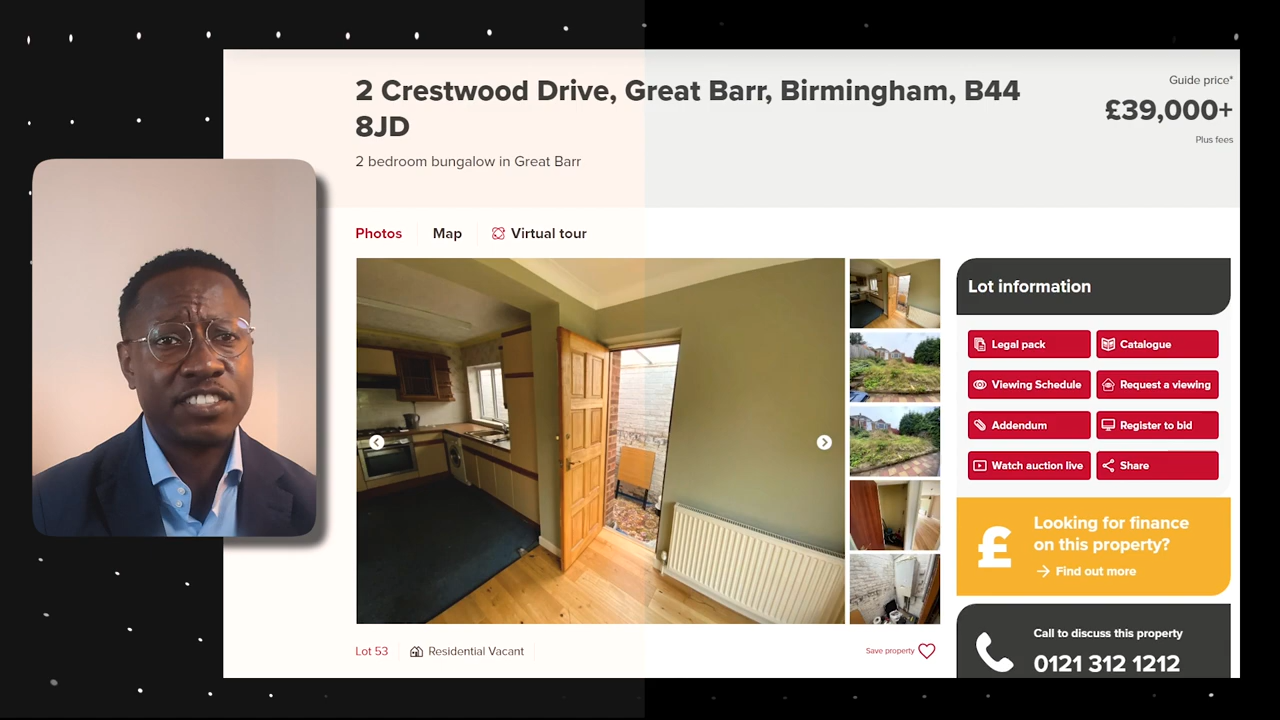 2 Crestwood Drive, Great Barr, Birmingham, B44
8JD
2 bedroom bungalow in Great Barr
Guide price*
£39,000+
Plus fees
Photos
Map
Virtual tour
Lot information
Legal pack
Catalogue
Viewing Schedule
Request a viewing
Addendum
Register to bid
Watch auction live
Share
£
Looking for finance
on this property?
Find out more
Call to discuss this property
0121 312 1212
Lot 53
Residential Vacant
Save property